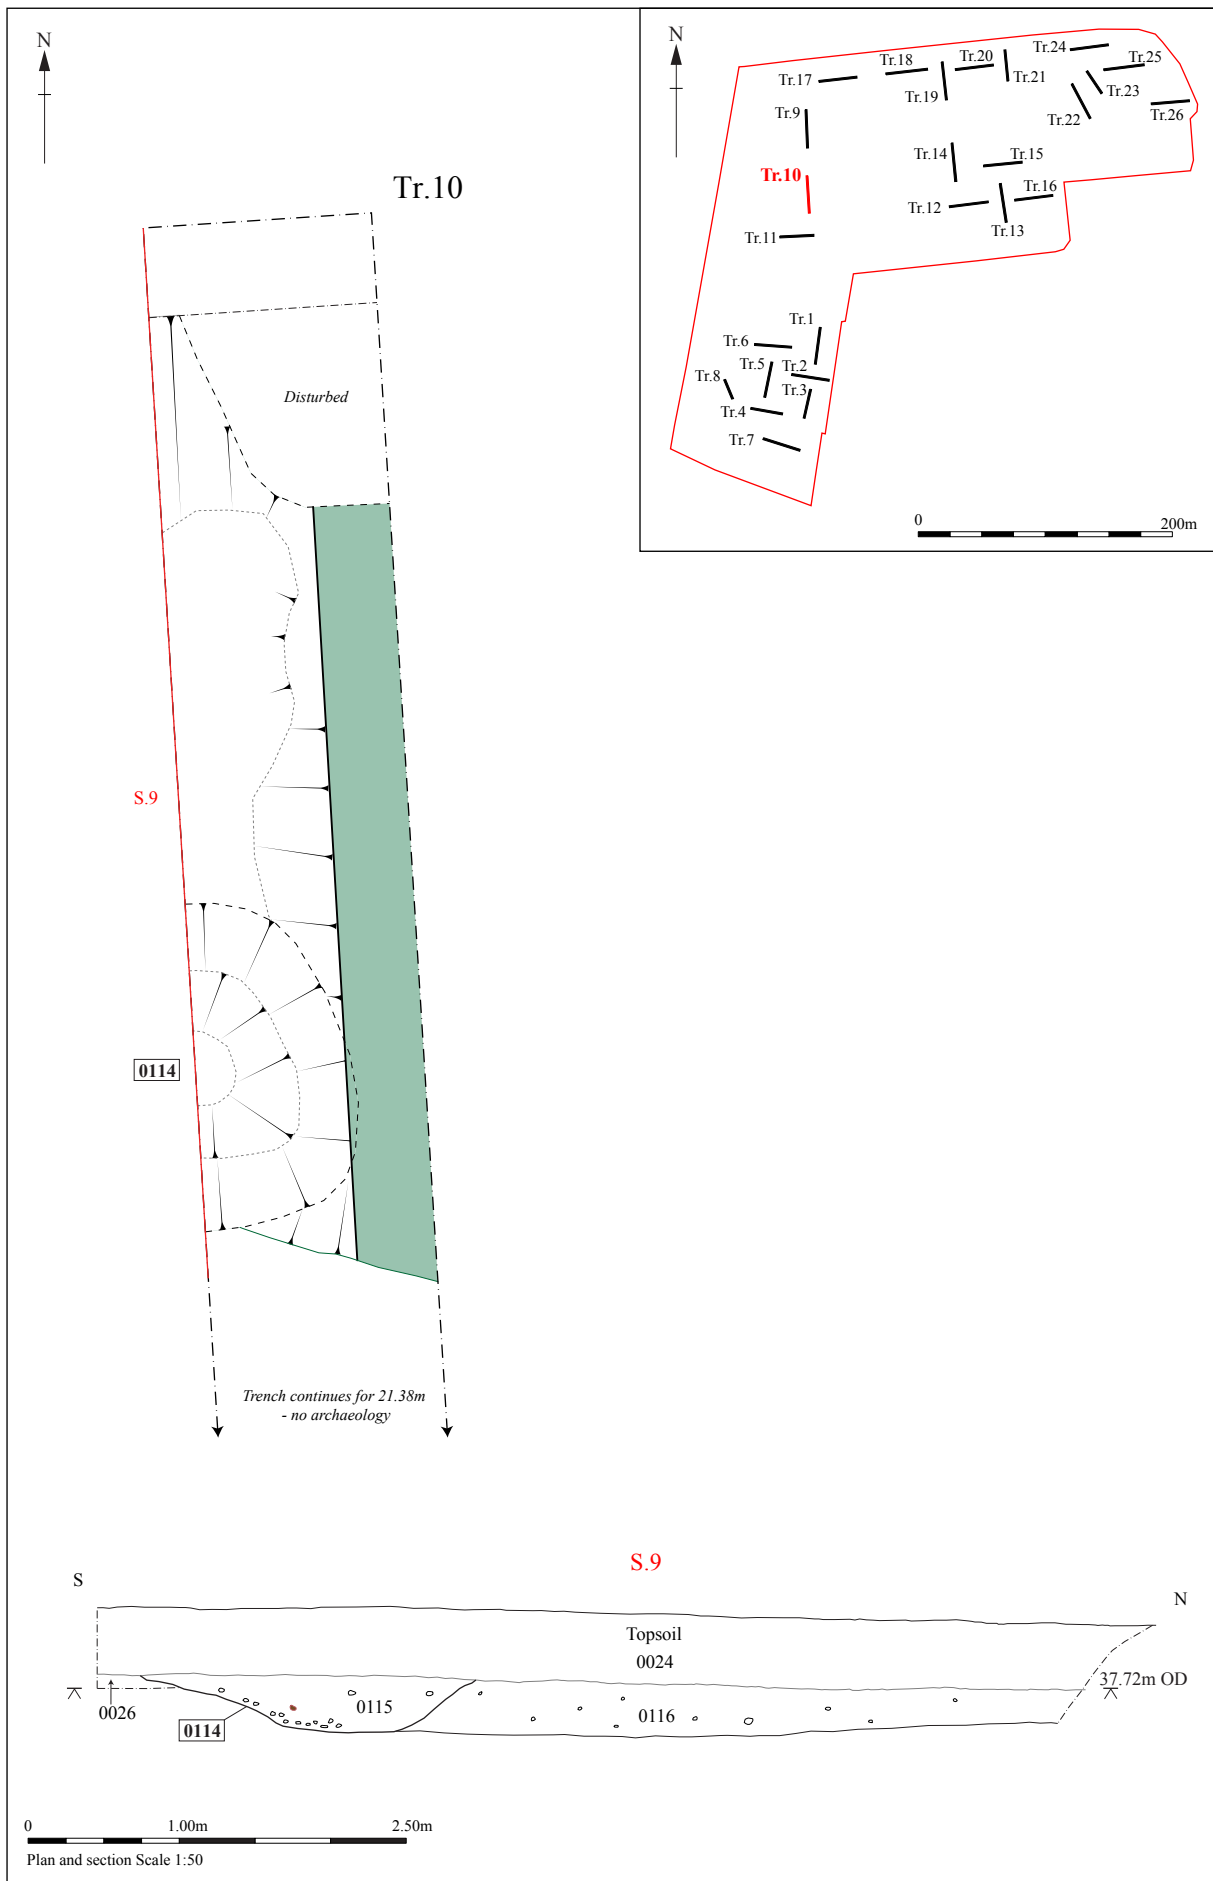 N
Tr.10
Disturbed
S.9
0114
Trench continues for 21.38m
- no archaeology
N
Tr.24
Tr.18
Tr.20
Tr.25
Tr.17
Tr.21
Tr.19
Tr.23
Tr.26
Tr.9
Tr.22
Tr.14
Tr.15
Tr.10
Tr.16
Tr.12
Tr.13
Tr.11
Tr.1
Tr.6
Tr.5
Tr.2
Tr.8
Tr.3
Tr.4
Tr.7
0
200m
S.9
S
N
Topsoil
0024
37.72m OD
0026
0115
0116
0114
0
1.00m
2.50m
Plan and section Scale 1:50